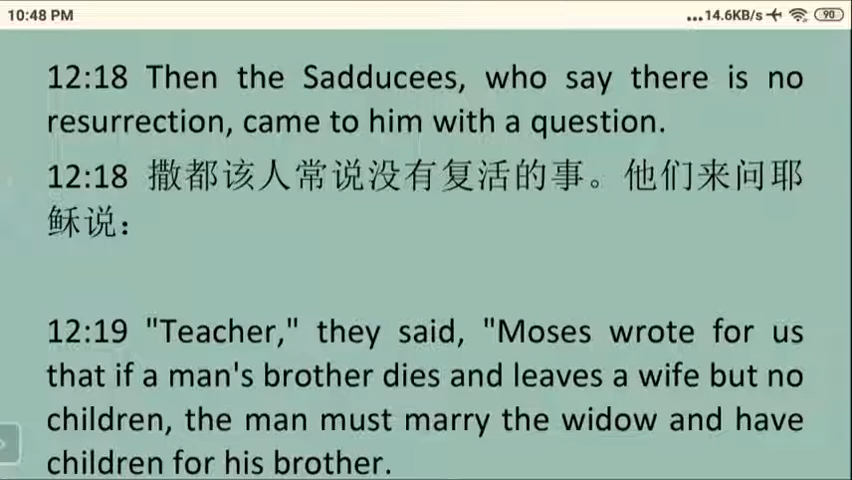 10:48 PM
...14.6KB/s 90
12:18 Then the Sadducees, who say there is no
resurrection, came to him with a question.
12:18 撒都该人常说没有复活的事。他们来问耶
稣说：
12:19 "Teacher," they said, "Moses wrote for us
that if a man's brother dies and leaves a wife but no
children, the man must marry the widow and have
children for his brother.